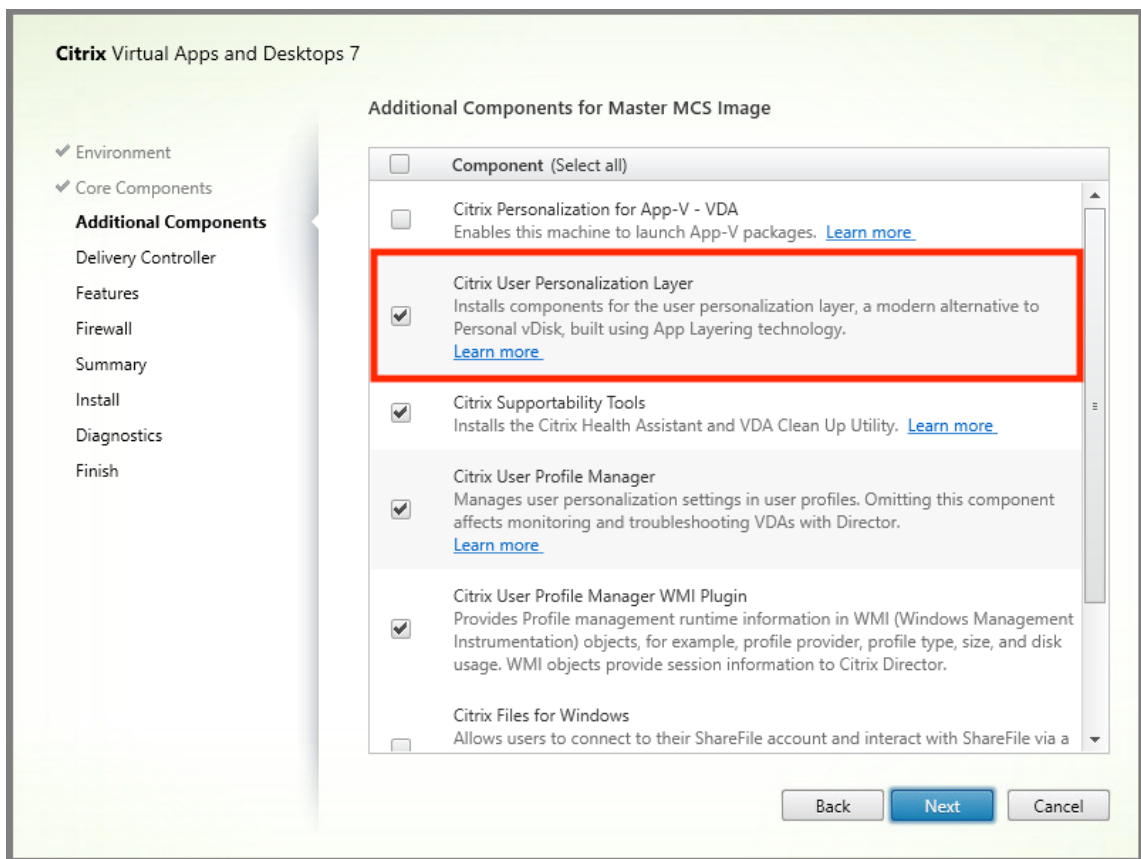 Citrix Virtual Apps and Desktops 7
Additional Components for Master MCS Image
Environment
Core Components
Additional Components
Delivery Controller
Features
Firewall
Summary
Install
Diagnostics
Finish
Component (Select all)
Citrix Personalization for App-V - VDA
Enables this machine to launch App-V packages. Learn more
Citrix User Personalization Layer
Installs components for the user personalization layer, a modern alternative to
Personal vDisk, built using App Layering technology.
Learn more
Citrix Supportability Tools
Installs the Citrix Health Assistant and VDA Clean Up Utility. Learn more
Citrix User Profile Manager
Manages user personalization settings in user profiles. Omitting this component
affects monitoring and troubleshooting VDAs with Director.
Learn more
Citrix User Profile Manager WMI Plugin
Provides Profile management runtime information in WMI (Windows Management
Instrumentation) objects, for example, profile provider, profile type, size, and disk
usage. WMI objects provide session information to Citrix Director.
Citrix Files for Windows
Allows users to connect to their ShareFile account and interact with ShareFile via a
Back
Next
Cancel